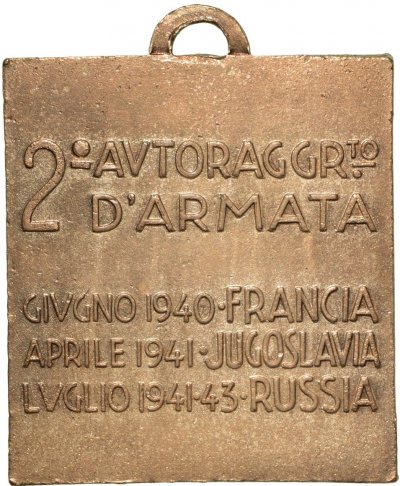 2º AVTORAGGR.to
D'ARMATA
GIVGNO 1940·FRANCIA
APRILE 1941·JUGOSLAVIA
LVGLIO 1941·43·RUSSIA